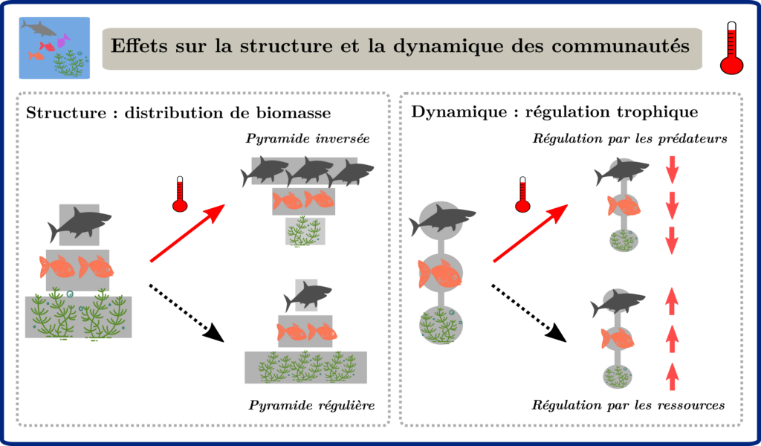 Effets sur la structure et la dynamique des communautés
Structure : distribution de biomasse
Pyramide inversée
Pyramide régulière
Dynamique : régulation trophique
Régulation par les prédateurs
Régulation par les ressources